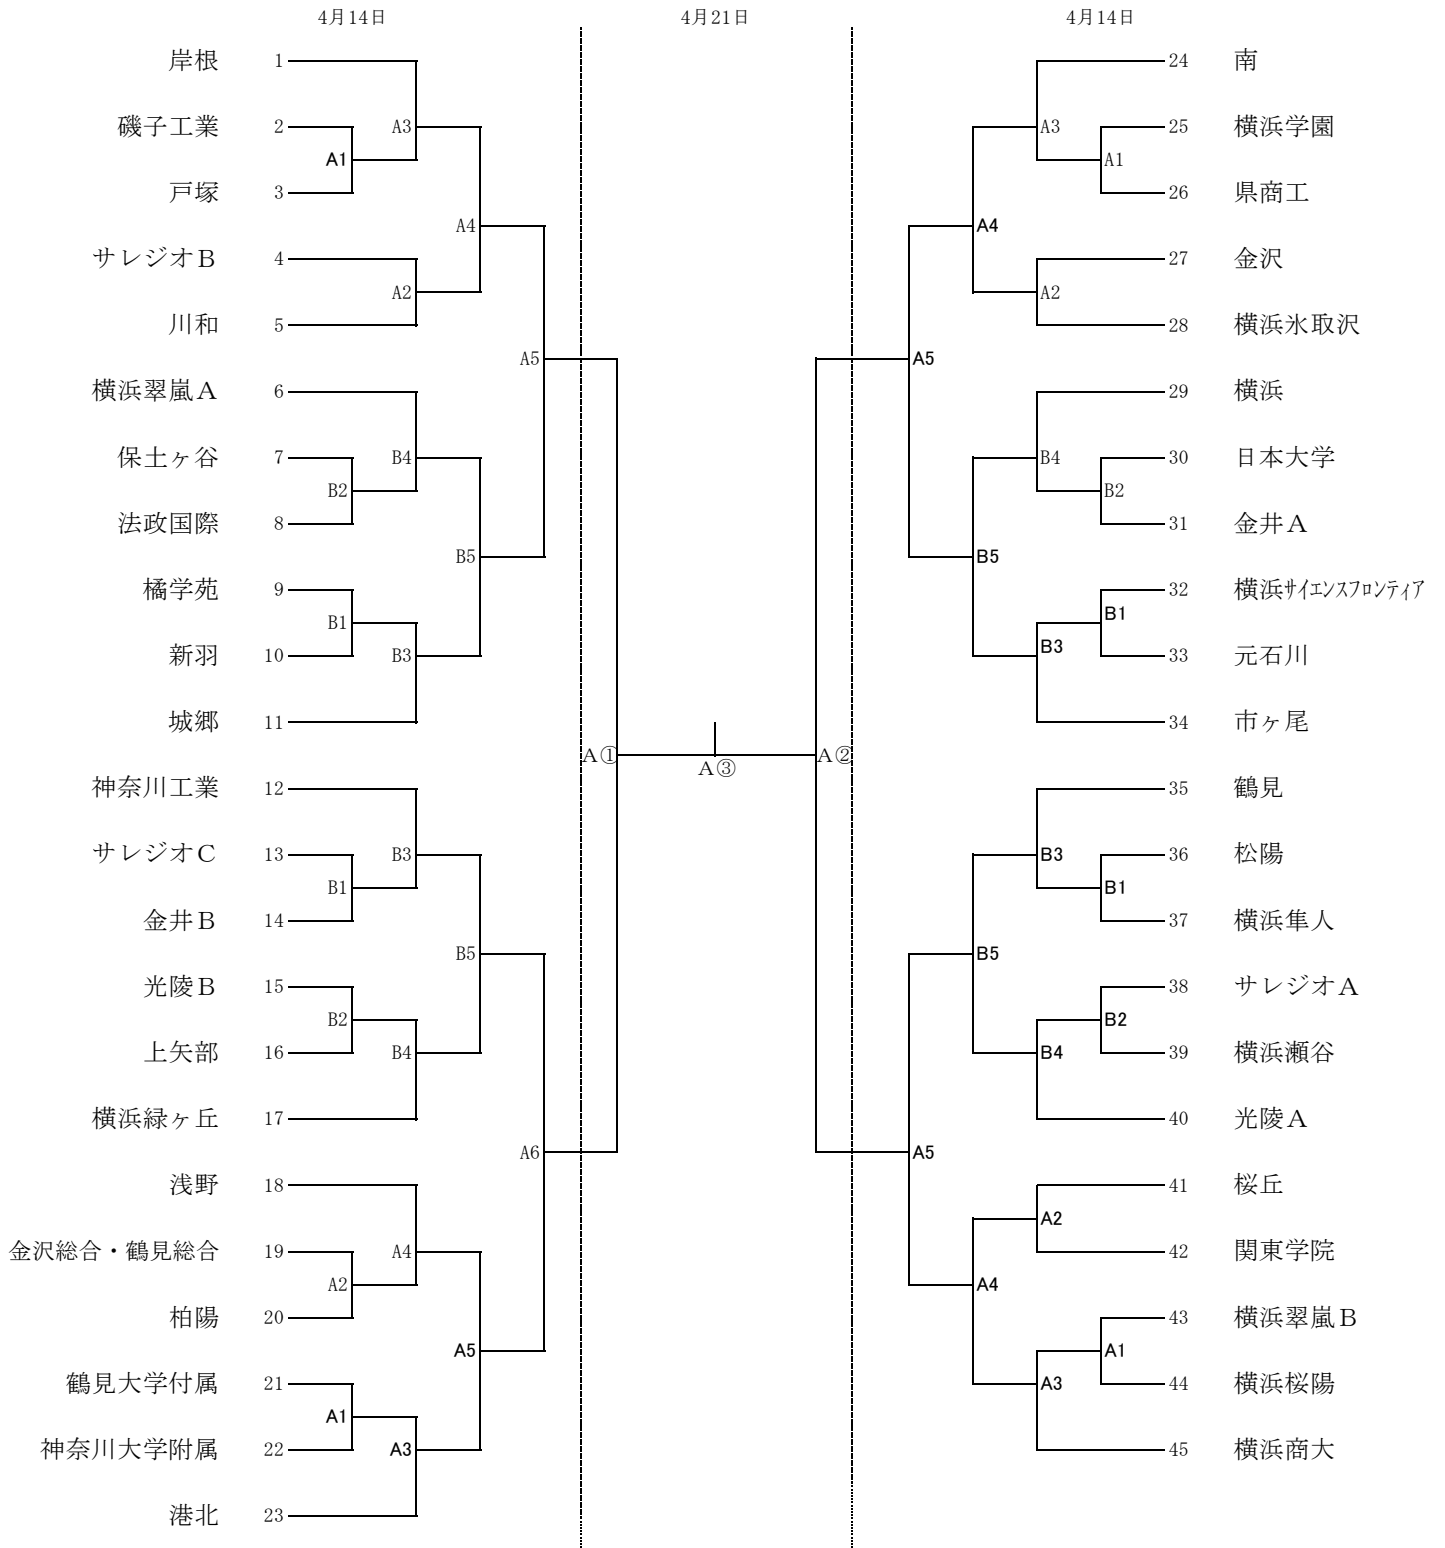 4月14日 4月21日 4月14日
岸根 1 24 南
磯子工業 2 A3 A3 25 横浜学園
A1 A1
戸塚 3 26 県商工
A4 A4
サレジオB 4 27 金沢
A2 A2
川和 5 28 横浜氷取沢
A5 A5
横浜翠嵐A 6 29 横浜
保土ヶ谷 7 B4 B4 30 日本大学
B2 B2
法政国際 8 31 金井A
B5 B5
橘学苑 9 32 横浜サイエンスフロンティア
B1 B1
新羽 10 B3 B3 33 元石川
城郷 11 34 市ヶ尾
A① A③ A②
神奈川工業 12 35 鶴見
サレジオC 13 B3 B3 36 松陽
B1 B1
金井B 14 37 横浜隼人
B5 B5
光陵B 15 38 サレジオA
B2 B2
上矢部 16 B4 B4 39 横浜瀬谷
横浜緑ヶ丘 17 40 光陵A
A6 A5
浅野 18 41 桜丘
A2
金沢総合・鶴見総合 19 A4 42 関東学院
A2 A4
柏陽 20 43 横浜翠嵐B
A5 A1
鶴見大学付属 21 A3 44 横浜桜陽
A1
神奈川大学附属 22 A3 45 横浜商大
港北 23